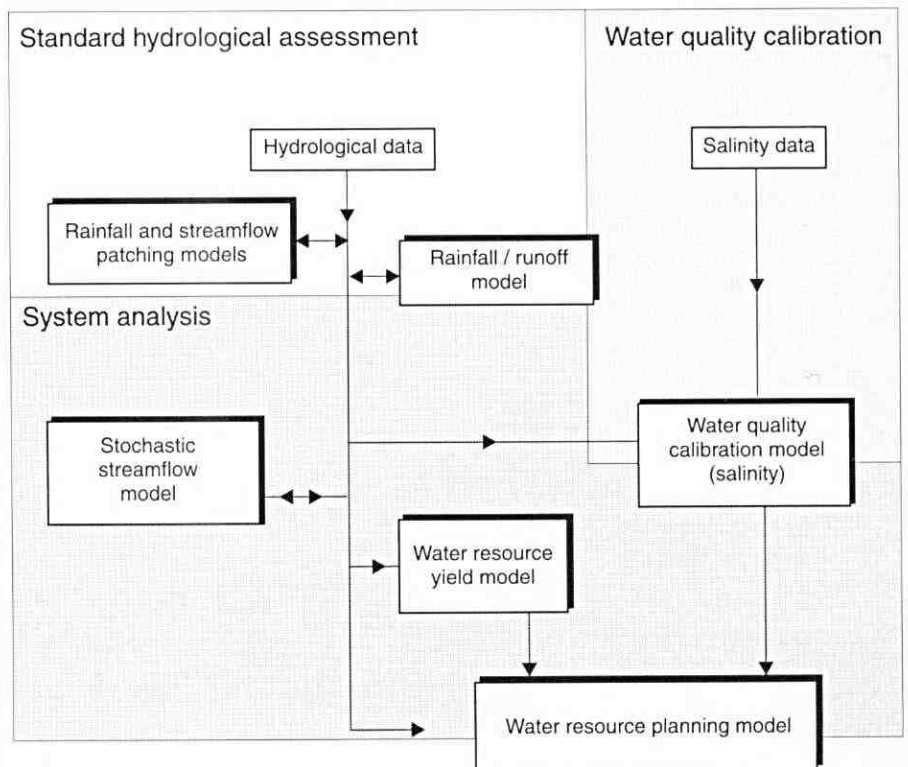 Standard hydrological assessment
Water quality calibration
Hydrological data
Salinity data
Rainfall and streamflow
patching models
Rainfall / runoff
model
System analysis
Stochastic
streamflow
model
Water quality
calibration model
(salinity)
Water resource
yield model
Water resource planning model